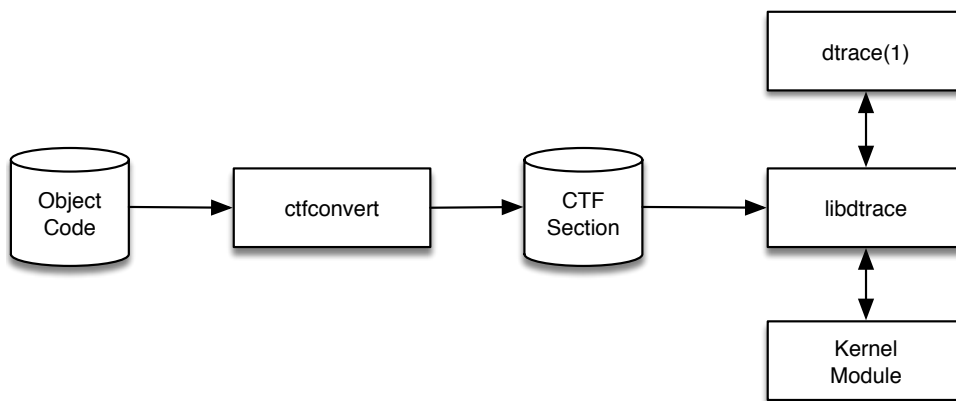 dtrace(1)
Object
Code
ctfconvert
CTF
Section
libdtrace
Kernel
Module